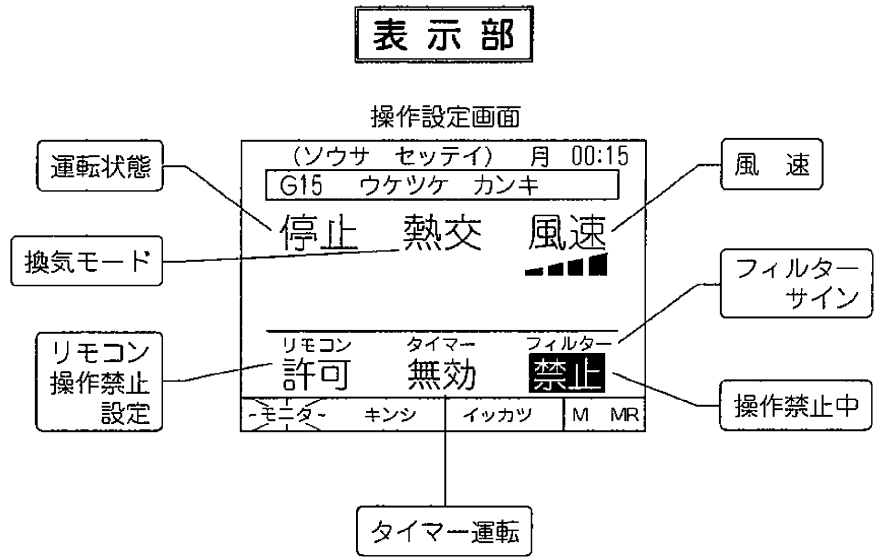 表示部
操作設定画面
運転状態
換気モード
リモコン
操作禁止
設定
(ソウサ セッテイ) 月 00:15
G15 ウケツケ カンキ
停止 熱交 風速
リモコン タイマー フィルター
許可 無効 禁止
-モニタ- キンシ イッカツ M MR
風 速
フィルター
サイン
操作禁止中
タイマー運転